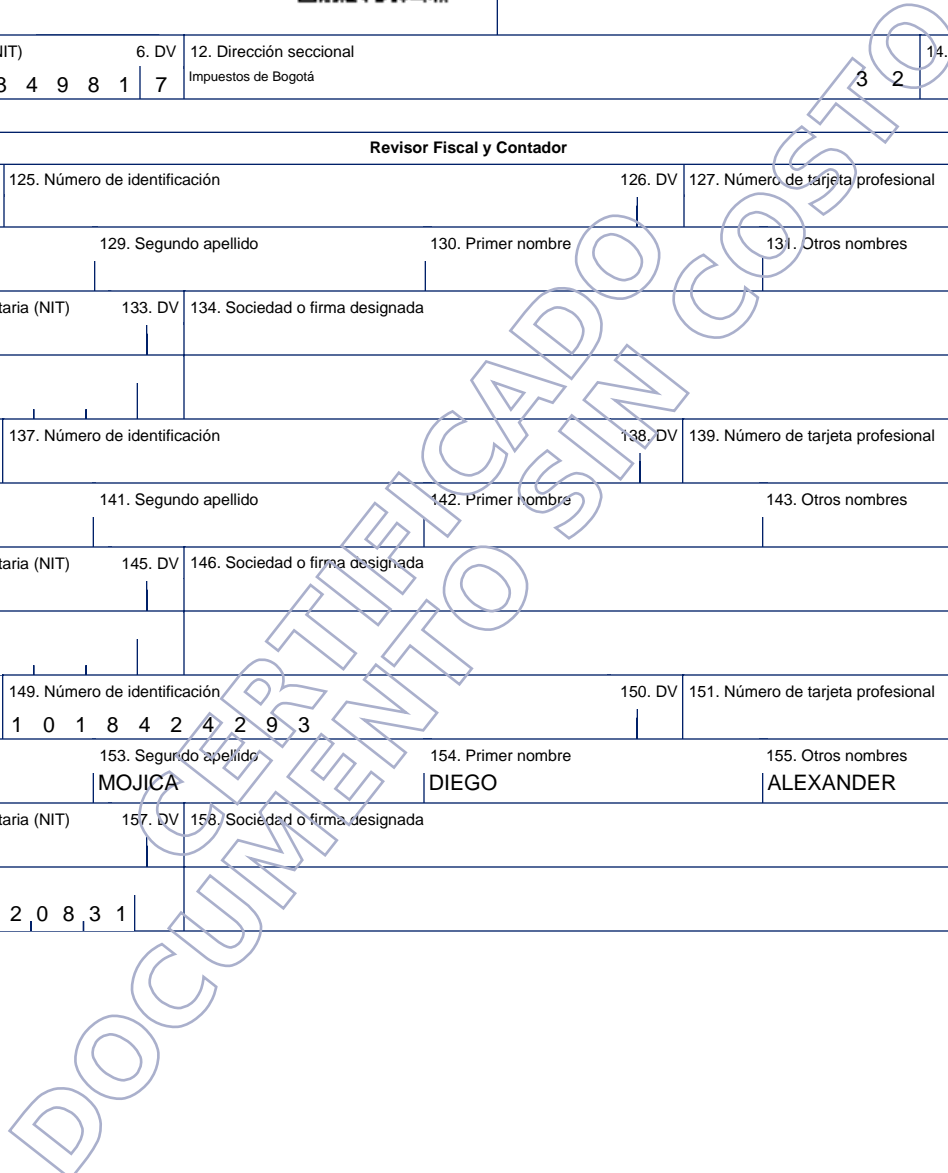 IIT) 6. DV 12. Dirección seccional 14.
3 4 9 8 1 7 Impuestos de Bogotá 3 2
Revisor Fiscal y Contador
125. Número de identificación 126. DV 127. Número de tarjeta profesional
129. Segundo apellido 130. Primer nombre 131. Otros nombres
taria (NIT) 133. DV 134. Sociedad o firma designada
137. Número de identificación 138. DV 139. Número de tarjeta profesional
141. Segundo apellido 142. Primer nombre 143. Otros nombres
taria (NIT) 145. DV 146. Sociedad o firma designada
149. Número de identificación 150. DV 151. Número de tarjeta profesional
1 0 1 8 4 2 4 2 9 3
153. Segundo apellido 154. Primer nombre 155. Otros nombres
MOJICA DIEGO ALEXANDER
taria (NIT) 157. DV 158. Sociedad o firma designada
2 0 8 3 1
CERTIFICADO
DOCUMENTO SIN COSTO